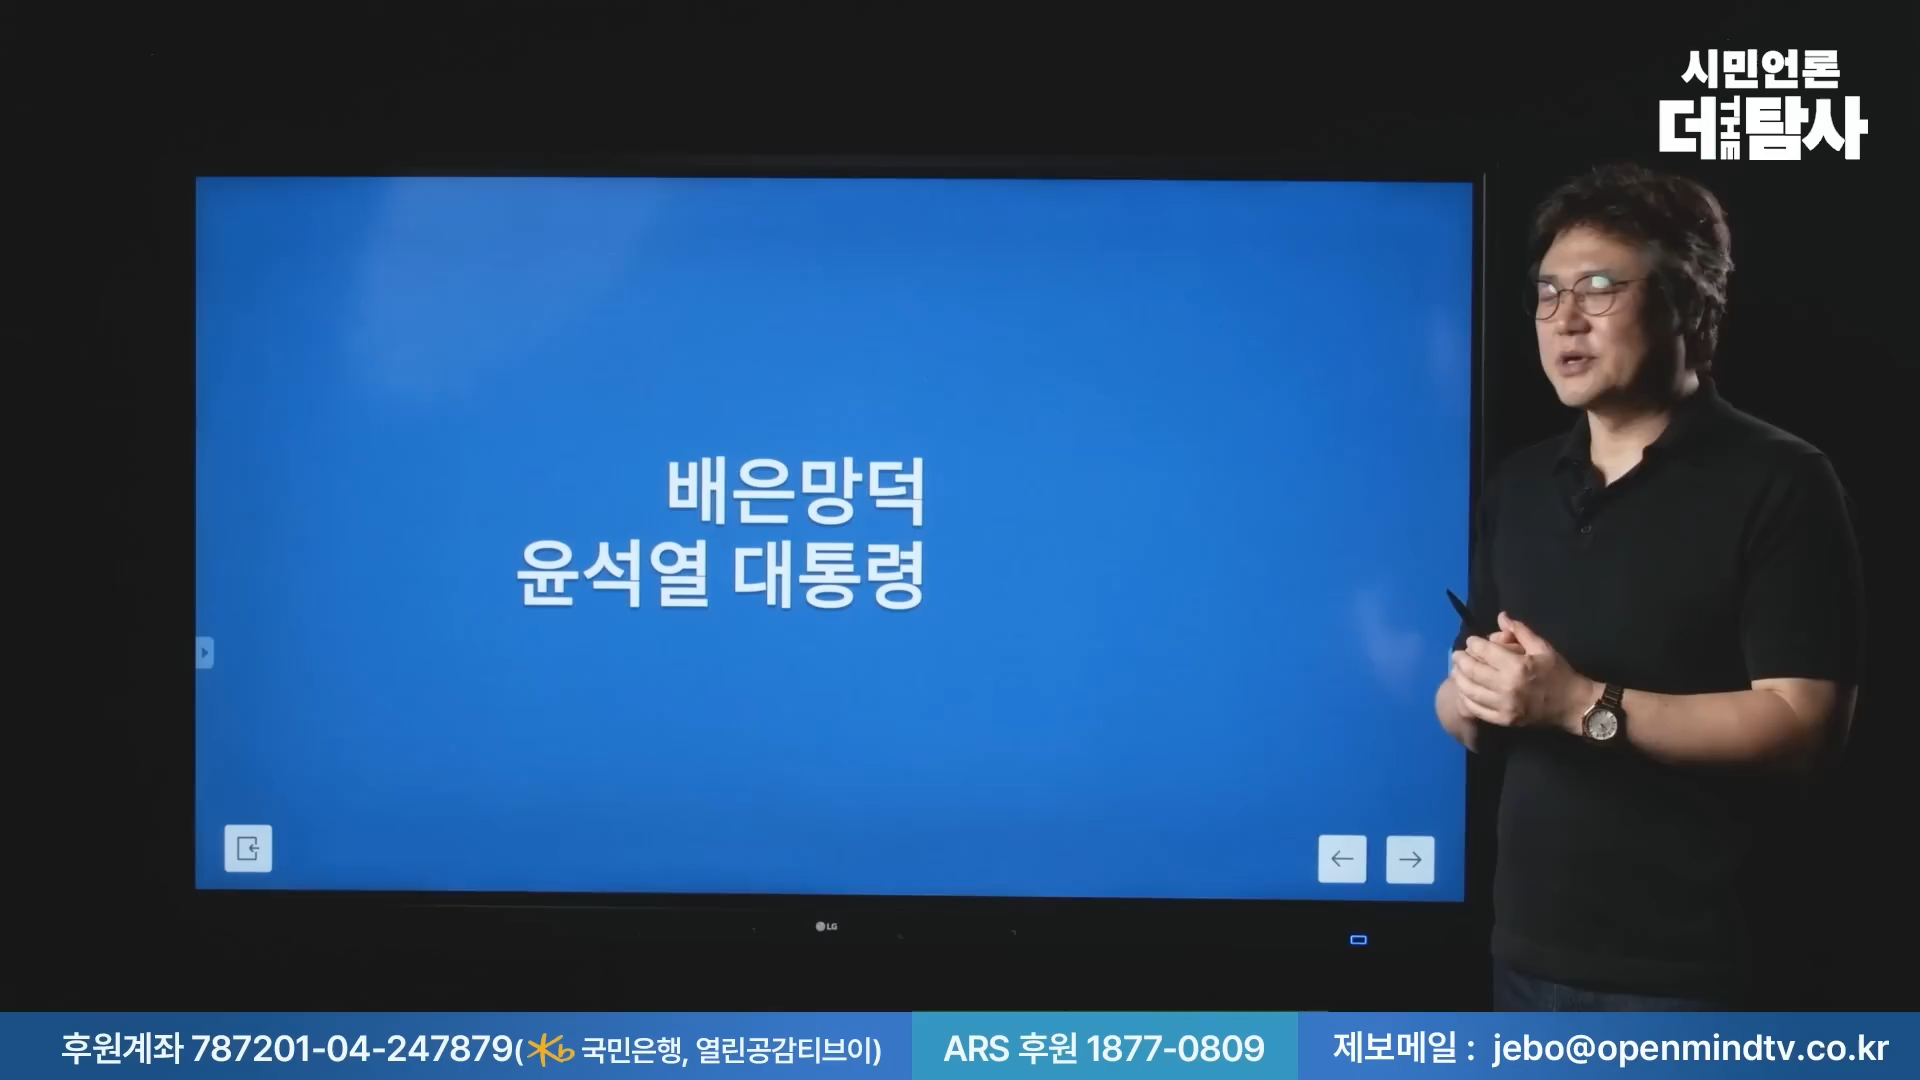 시민언론
더탐사
배은망덕
윤석열 대통령
LG
후원계좌 787201-04-247879(Kb 국민은행, 열린공감티브이)
ARS 후원 1877-0809
제보메일 : jebo@openmindtv.co.kr